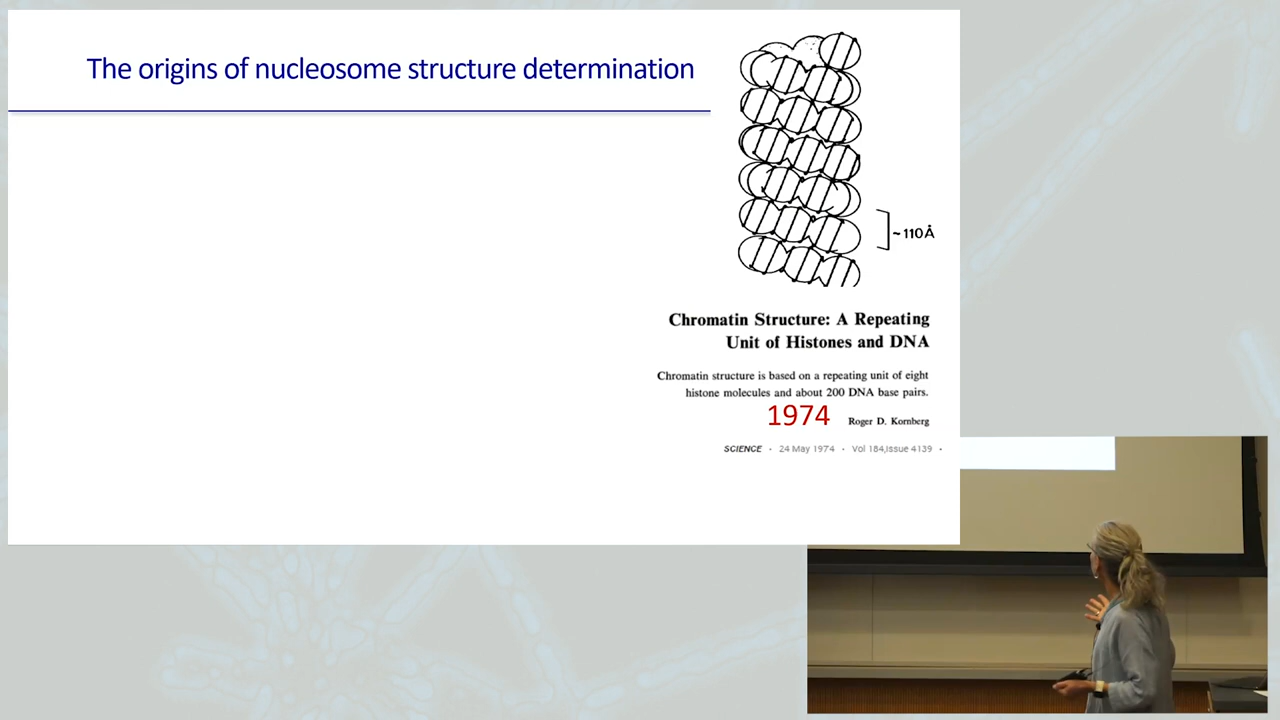 The origins of nucleosome structure determination
~110Å
Chromatin Structure: A Repeating
Unit of Histones and DNA
Chromatin structure is based on a repeating unit of eight
histone molecules and about 200 DNA base pairs.
1974 Roger D. Kornberg
SCIENCE · 24 May 1974 · Vol 184,Issue 4139 ·